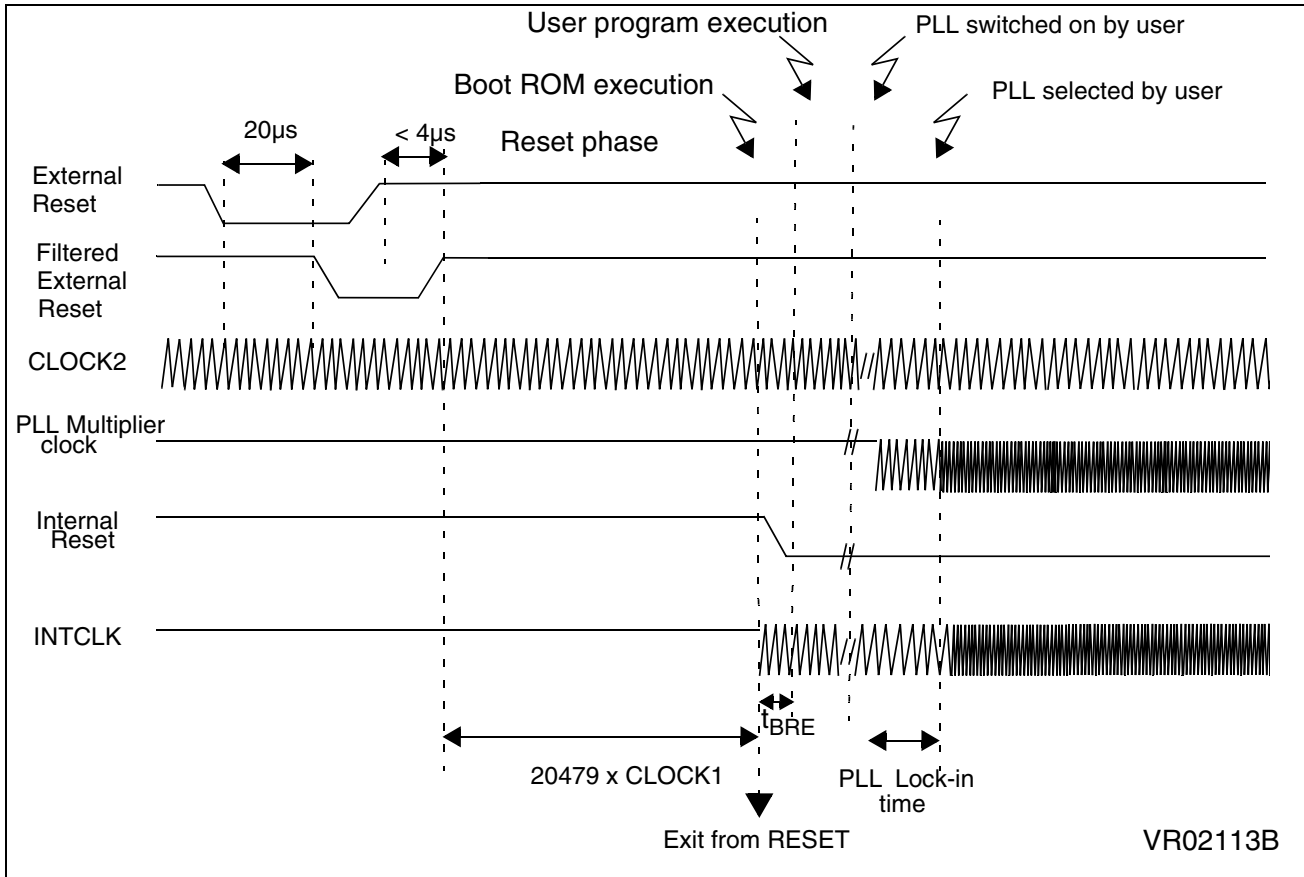 User program execution
PLL switched on by user
Boot ROM execution
PLL selected by user
20µs
< 4µs
Reset phase
External
Reset
Filtered
External
Reset
CLOCK2
PLL Multiplier
clock
Internal
Reset
INTCLK
tBRE
20479 x CLOCK1
PLL Lock-in
time
Exit from RESET
VR02113B